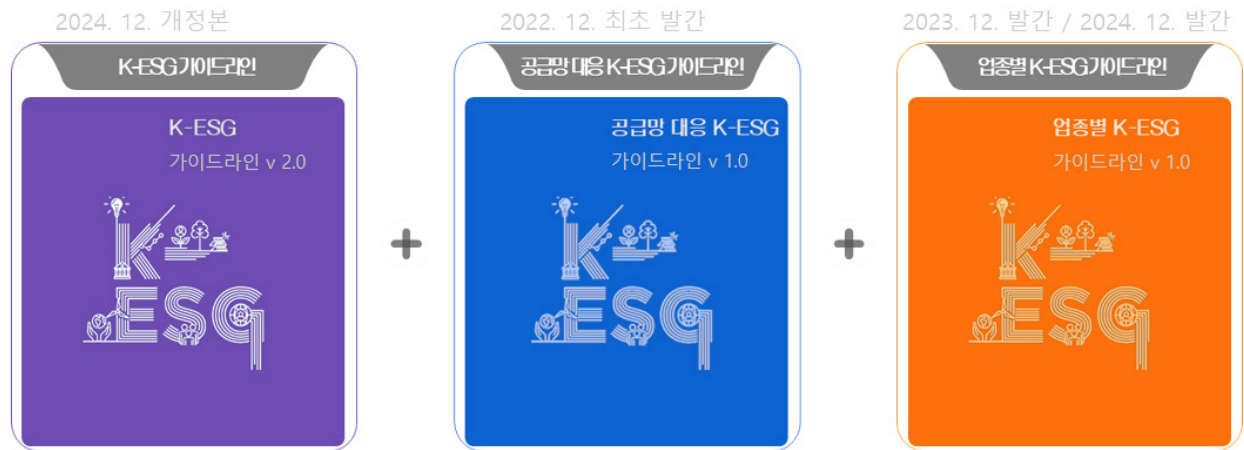 2024. 12. 개정본
K-ESG 가이드라인
K-ESG
가이드라인 v 2.0
K-
ESG
+
2022. 12. 최초 발간
공급망 대응 K-ESG 가이드라인
공급망 대응 K-ESG
가이드라인 v 1.0
K-
ESG
+
2023. 12. 발간 / 2024. 12. 발간
업종별 K-ESG 가이드라인
업종별 K-ESG
가이드라인 v 1.0
K-
ESG